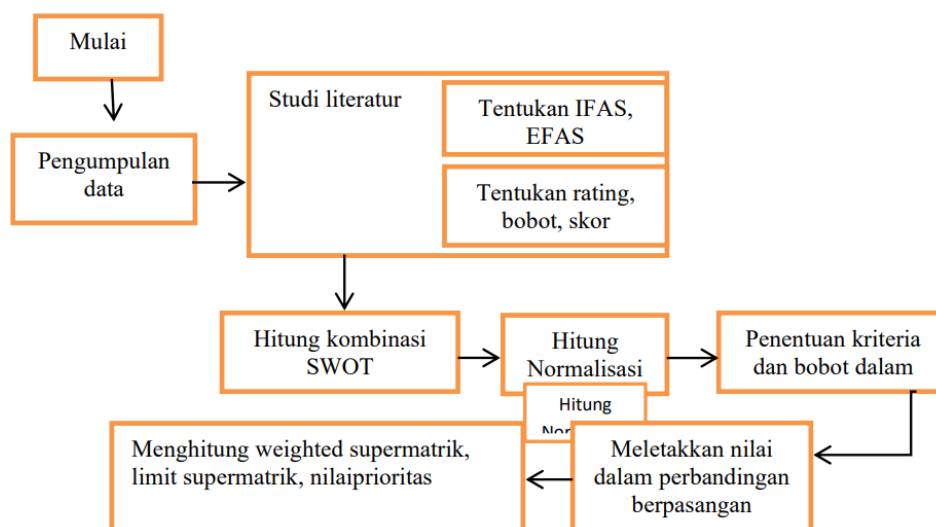 Mulai
Pengumpulan
data
Studi literatur
Tentukan IFAS,
EFAS
Tentukan rating,
bobot, skor
Hitung kombinasi
SWOT
Hitung
Normalisasi
Penentuan kriteria
dan bobot dalam
Hitung
Meletakkan nilai
dalam perbandingan
berpasangan
Menghitung weighted supermatrik,
limit supermatrik, nilaiprioritas